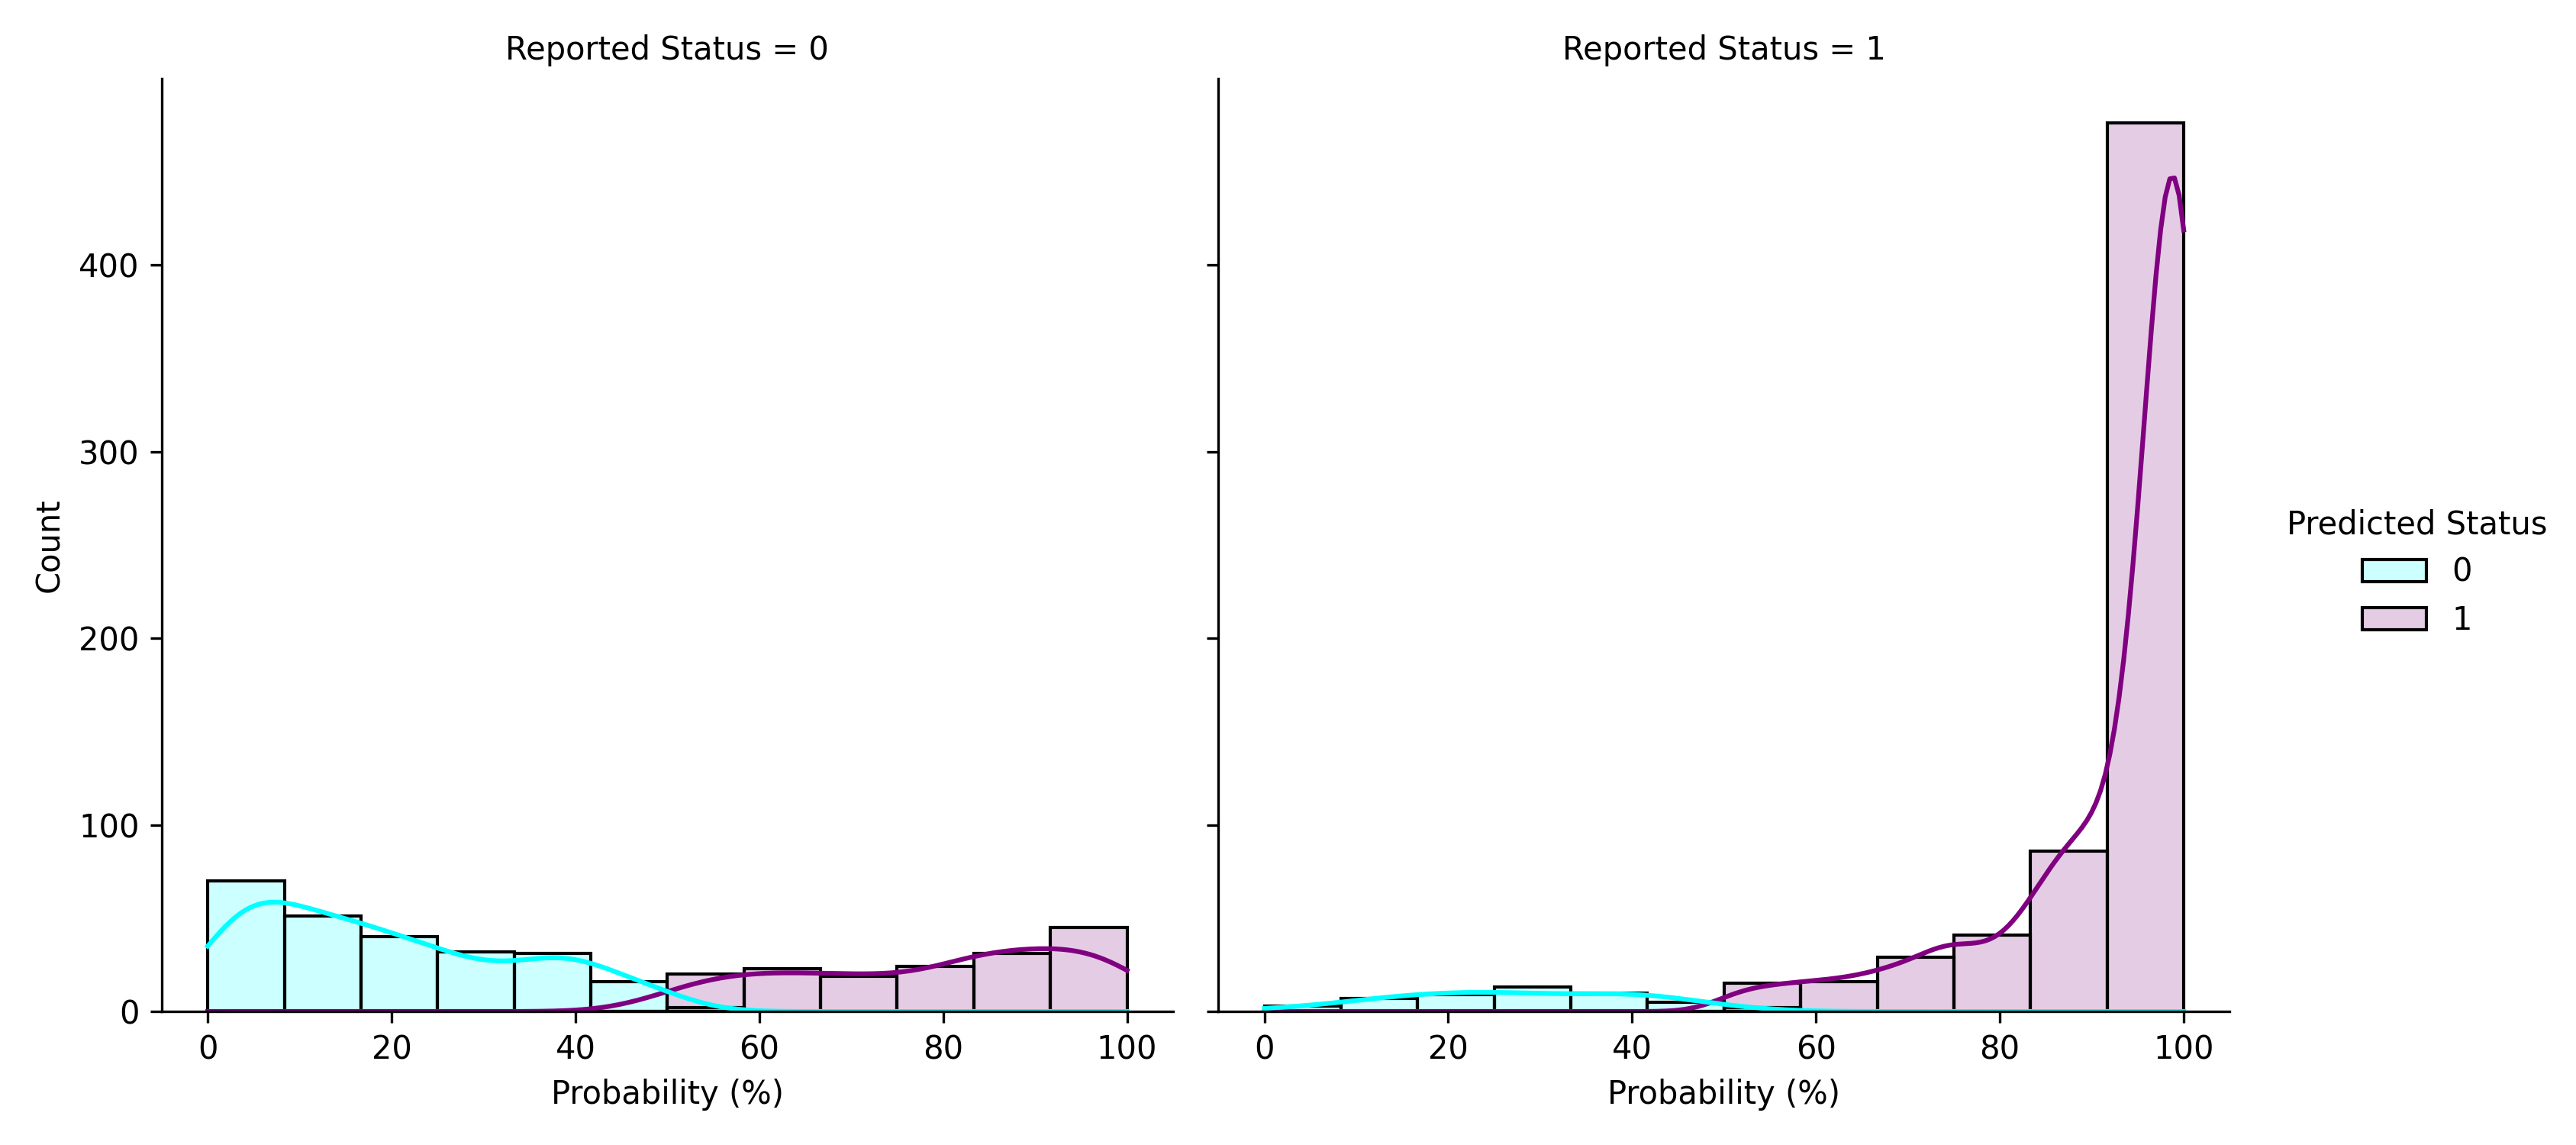 Reported Status = 0
Reported Status = 1
Count
400
300
200
100
0
0 20 40 60 80 100
0 20 40 60 80 100
Probability (%)
Probability (%)
Predicted Status
0
1